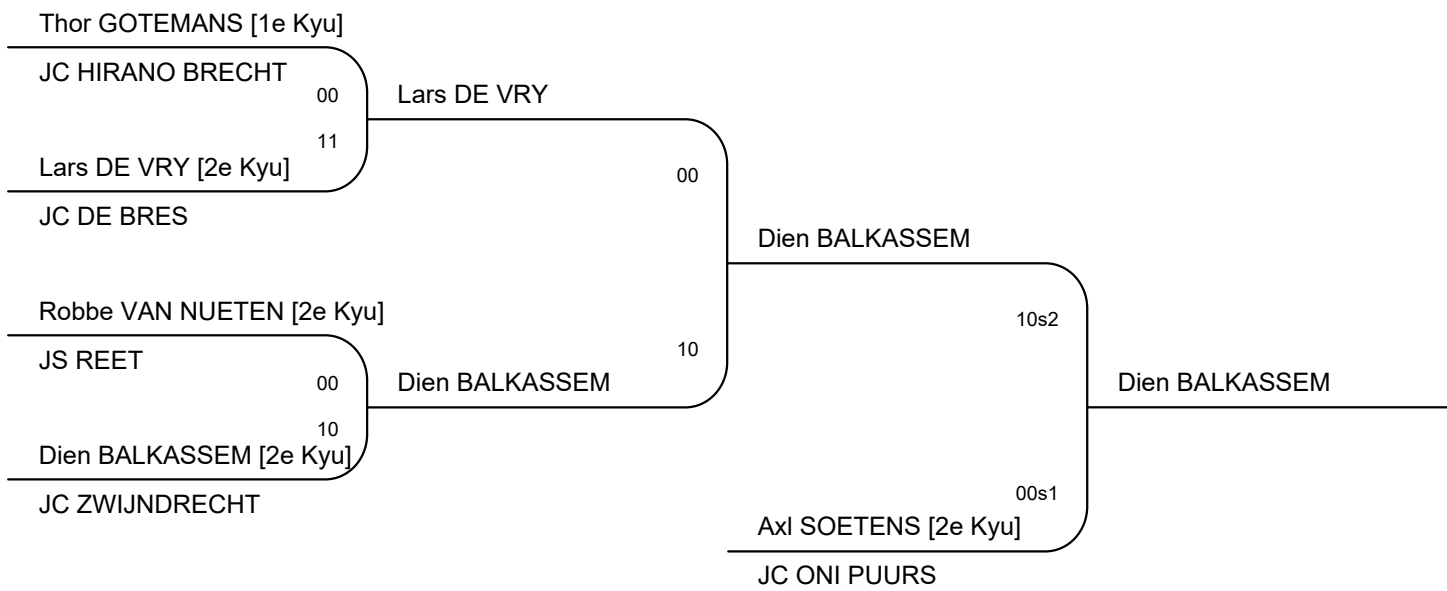 Thor GOTEMANS [1e Kyu]
JC HIRANO BRECHT
00
Lars DE VRY
11
Lars DE VRY [2e Kyu]
JC DE BRES
00
Dien BALKASSEM
Robbe VAN NUETEN [2e Kyu]
JS REET
00
10
Dien BALKASSEM
10
Dien BALKASSEM [2e Kyu]
JC ZWIJNDRECHT
10s2
Dien BALKASSEM
00s1
Axl SOETENS [2e Kyu]
JC ONI PUURS